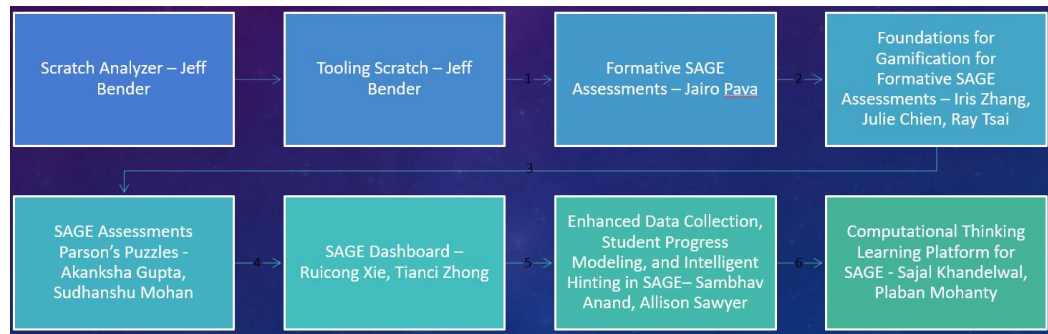 Scratch Analyzer – Jeff
Bender
Tooling Scratch – Jeff
Bender
1
Formative SAGE
Assessments – Jairo Pava
2
Foundations for
Gamification for
Formative SAGE
Assessments – Iris Zhang,
Julie Chien, Ray Tsai
3
SAGE Assessments
Parson's Puzzles -
Akanksha Gupta,
Sudhanshu Mohan
4
SAGE Dashboard –
Ruicong Xie, Tianci Zhong
5
Enhanced Data Collection,
Student Progress
Modeling, and Intelligent
Hinting in SAGE– Sambhav
Anand, Allison Sawyer
6
Computational Thinking
Learning Platform for
SAGE - Sajal Khandelwal,
Plaban Mohanty